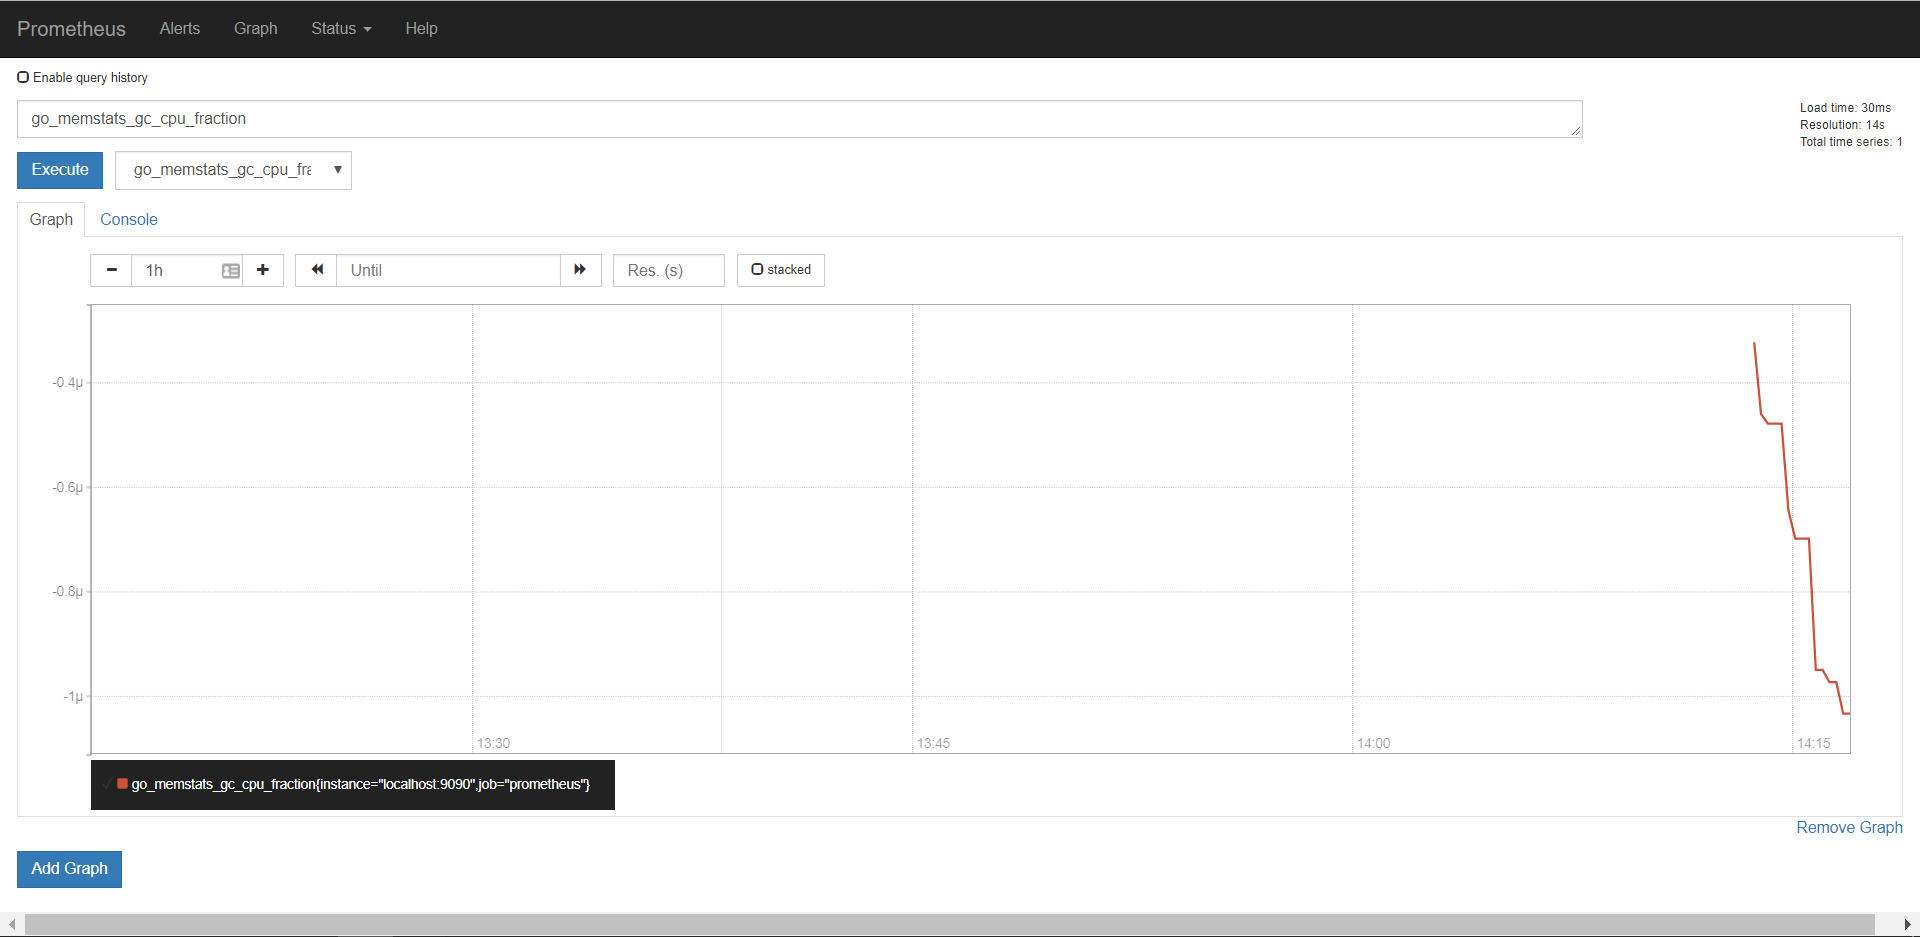 Prometheus Alerts Graph Status Help
Enable query history
go_memstats_gc_cpu_fraction
Load time: 30ms
Resolution: 14s
Total time series: 1
Execute go_memstats_gc_cpu_fra
Graph Console
1h Until Res. (s) stacked
-0.4µ
-0.6µ
-0.8µ
-1µ
13:30 13:45 14:00 14:15
go_memstats_gc_cpu_fraction{instance="localhost:9090",job="prometheus"}
Remove Graph
Add Graph